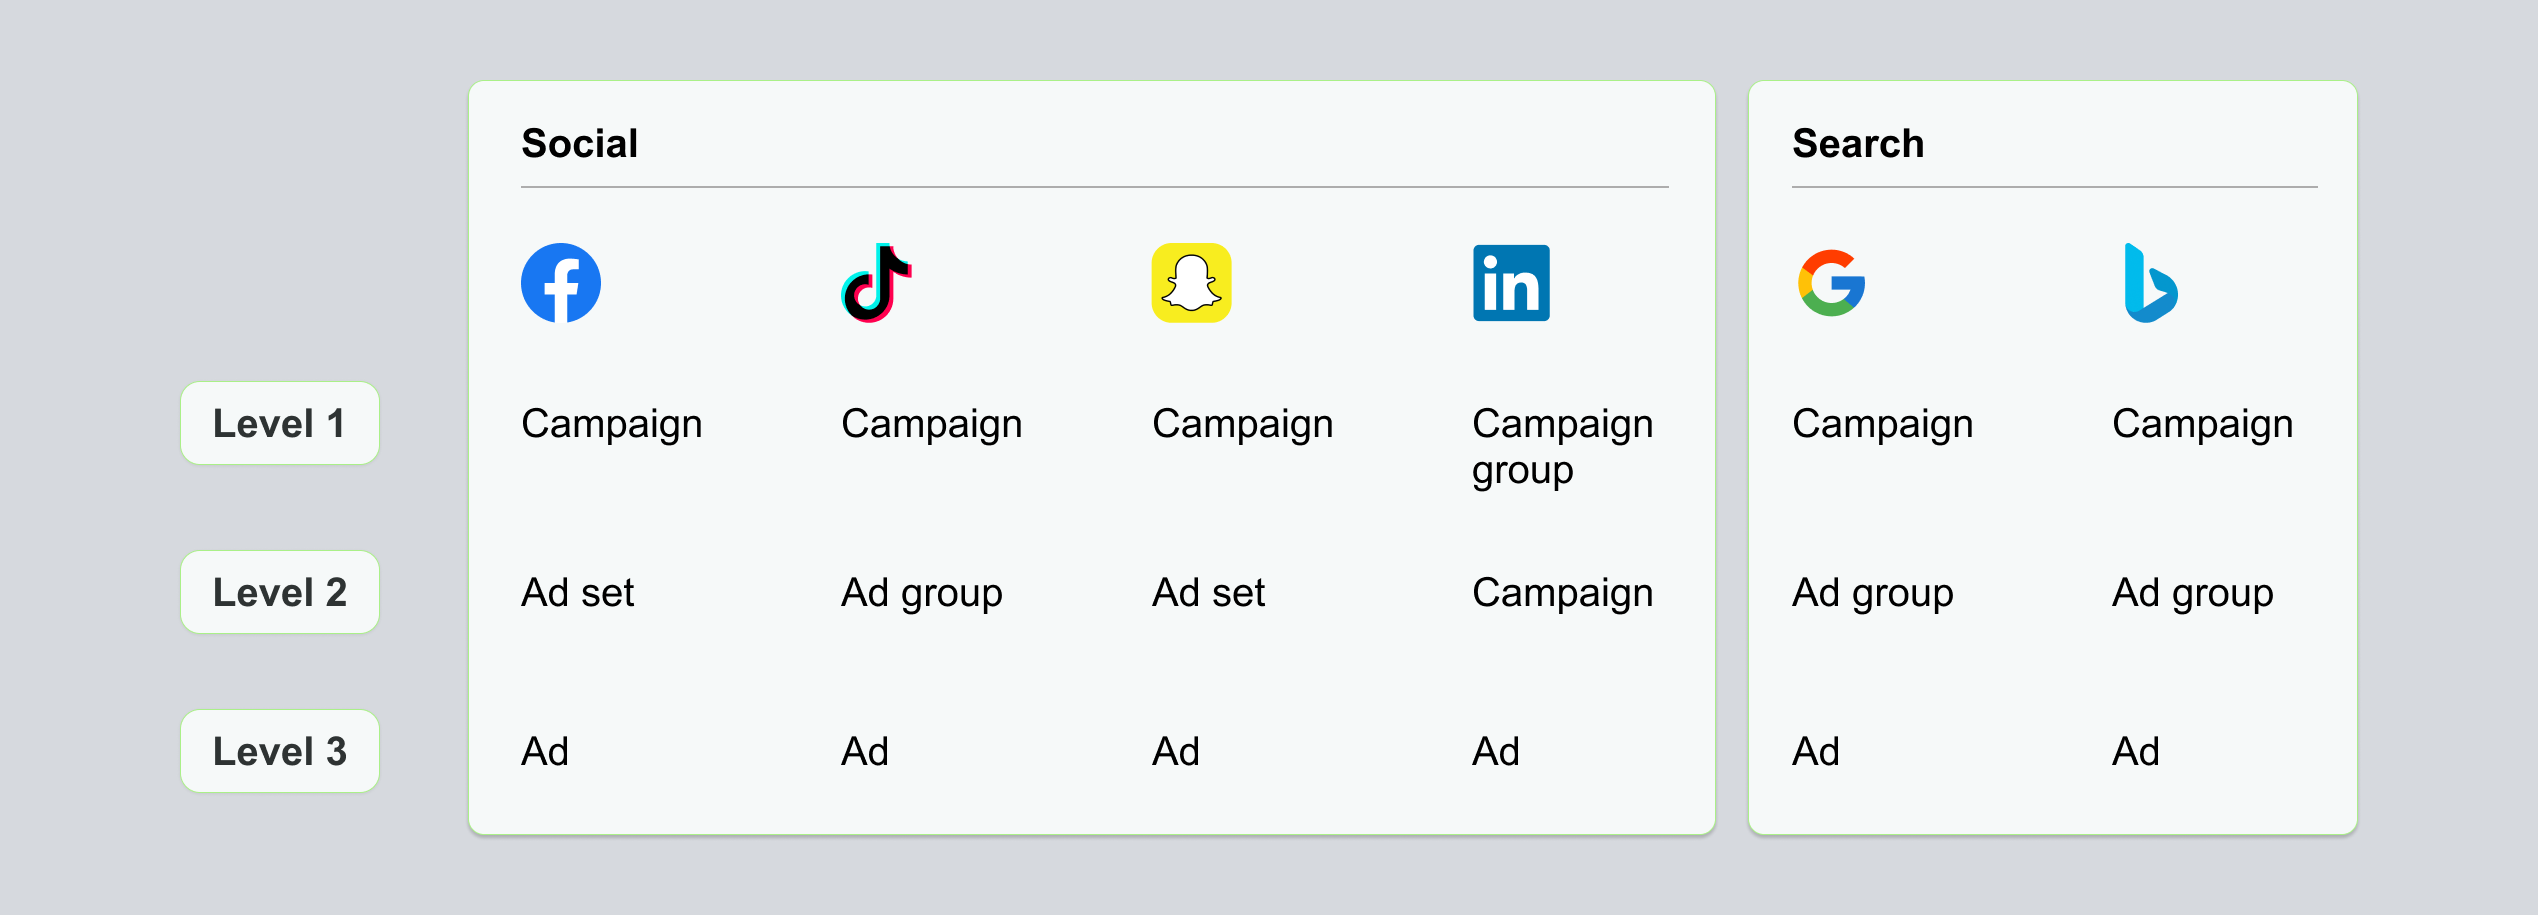 Social
Search
in
Level 1
Campaign
Campaign
Campaign
Campaign
group
Campaign
Campaign
Level 2
Ad set
Ad group
Ad set
Campaign
Ad group
Ad group
Level 3
Ad
Ad
Ad
Ad
Ad
Ad